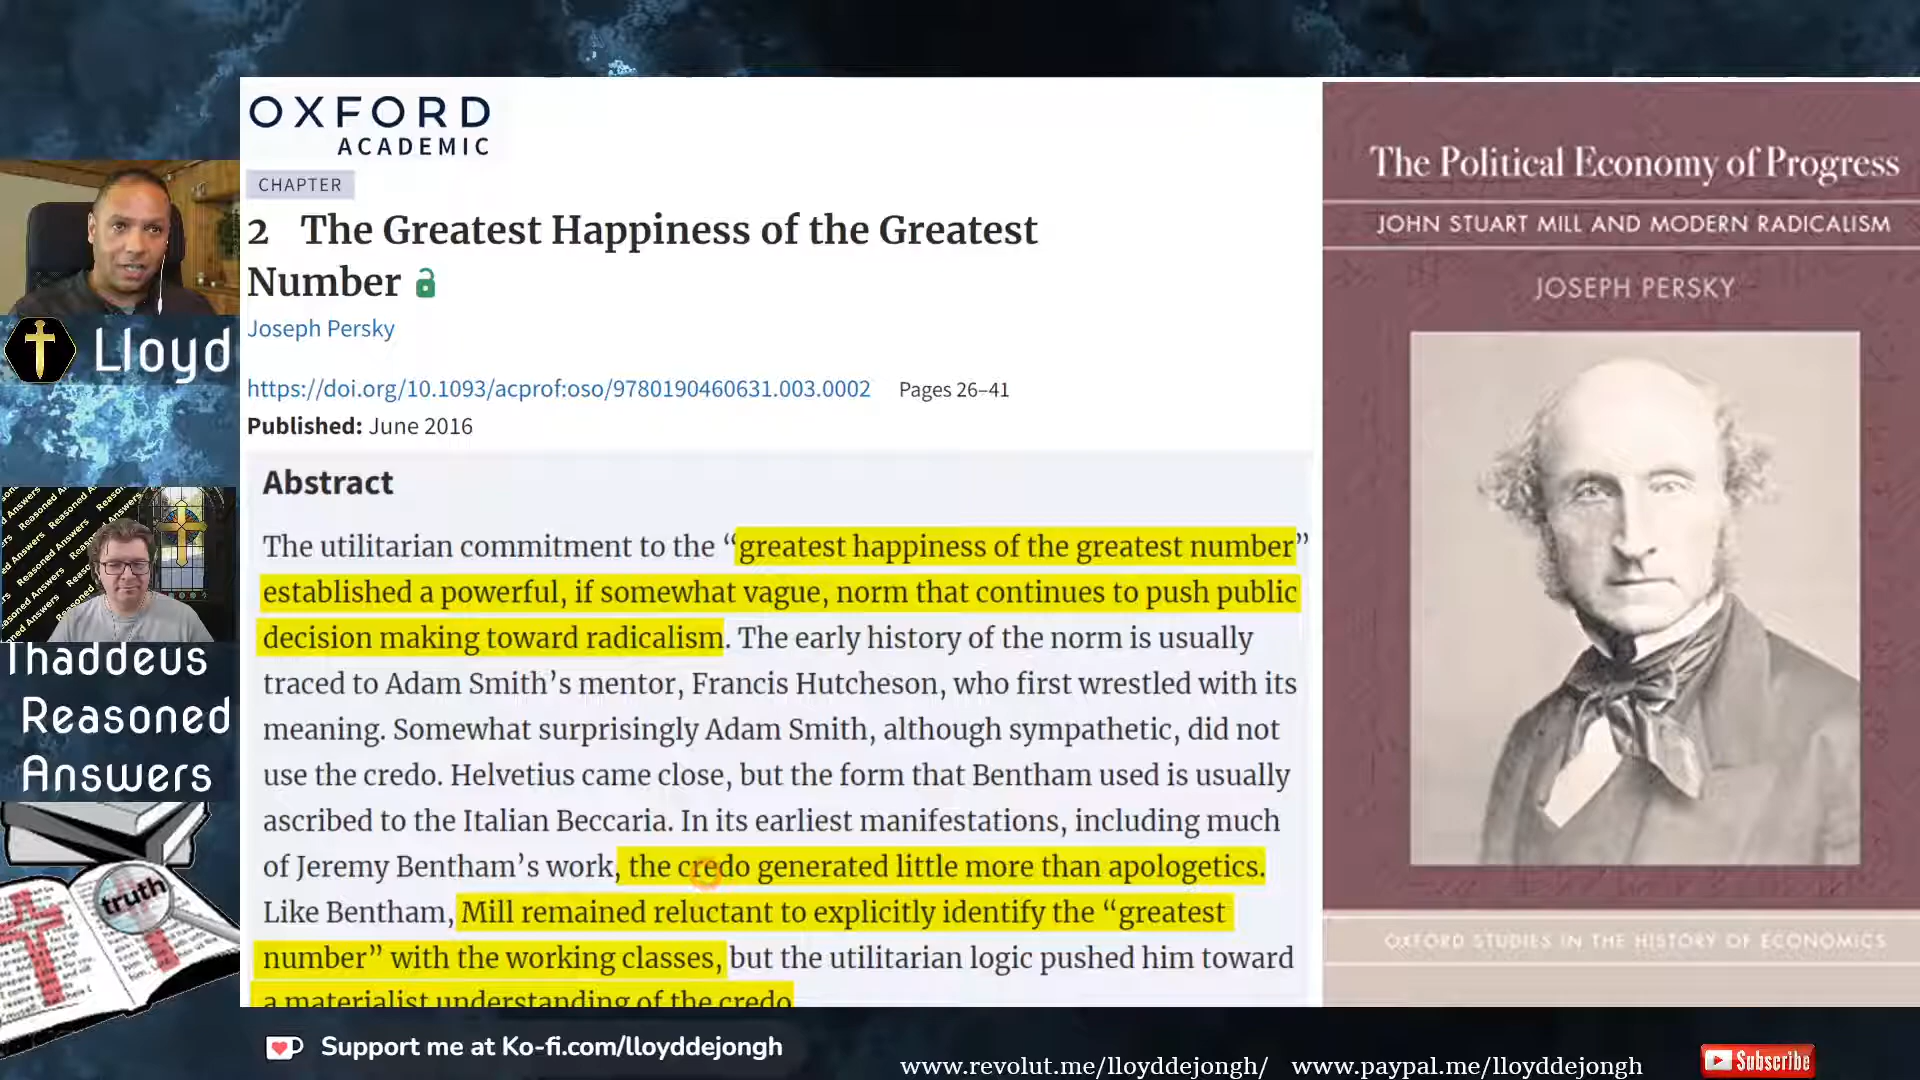 OXFORD
ACADEMIC
CHAPTER
2 The Greatest Happiness of the Greatest
Number
Joseph Persky
https://doi.org/10.1093/acprof:oso/9780190460631.003.0002 Pages 26–41
Published: June 2016
Abstract
The utilitarian commitment to the “greatest happiness of the greatest number”
established a powerful, if somewhat vague, norm that continues to push public
decision making toward radicalism. The early history of the norm is usually
traced to Adam Smith’s mentor, Francis Hutcheson, who first wrestled with its
meaning. Somewhat surprisingly Adam Smith, although sympathetic, did not
use the credo. Helvetius came close, but the form that Bentham used is usually
ascribed to the Italian Beccaria. In its earliest manifestations, including much
of Jeremy Bentham’s work, the credo generated little more than apologetics.
Like Bentham, Mill remained reluctant to explicitly identify the “greatest
number” with the working classes, but the utilitarian logic pushed him toward
a materialist understanding of the credo
The Political Economy of Progress
JOHN STUART MILL AND MODERN RADICALISM
JOSEPH PERSKY
OXFORD STUDIES IN THE HISTORY OF ECONOMICS
Lloyd
Reasoned Answers
Thaddeus
Reasoned
Answers
truth
Support me at Ko-fi.com/lloyddejongh
www.revolut.me/lloyddejongh/ www.paypal.me/lloyddejongh
Subscribe